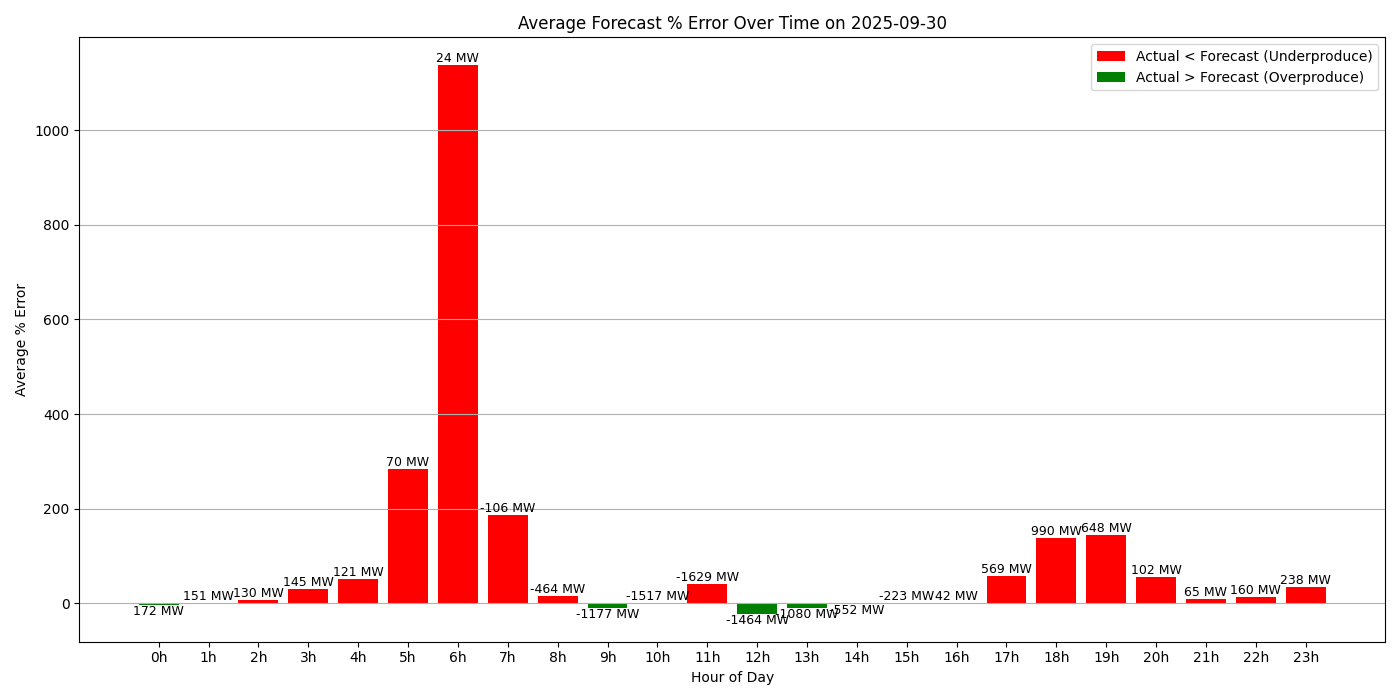 Average Forecast % Error Over Time on 2025-09-30
Actual < Forecast (Underproduce)
Actual > Forecast (Overproduce)
Average % Error
1000
800
600
400
200
0
172 MW
151 MW
130 MW
145 MW
121 MW
70 MW
24 MW
-106 MW
-464 MW
-1177 MW
-1517 MW
-1629 MW
-1464 MW
-1080 MW
-552 MW
-223 MW
42 MW
569 MW
990 MW
648 MW
102 MW
65 MW
160 MW
238 MW
0h 1h 2h 3h 4h 5h 6h 7h 8h 9h 10h 11h 12h 13h 14h 15h 16h 17h 18h 19h 20h 21h 22h 23h
Hour of Day